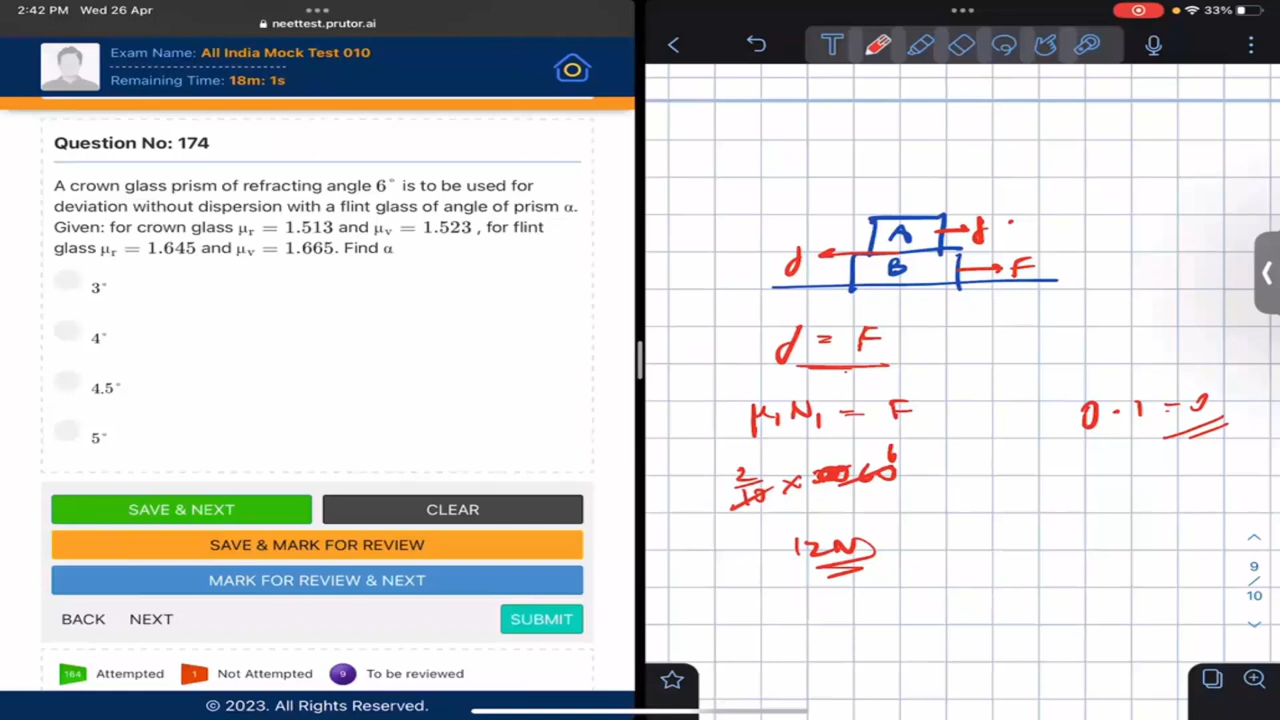 2:42 PM Wed 26 Apr
neettest.prutor.ai
33%
Exam Name: All India Mock Test 010
Remaining Time: 18m: 1s
Question No: 174
A crown glass prism of refracting angle 6° is to be used for
deviation without dispersion with a flint glass of angle of prism α.
Given: for crown glass μr = 1.513 and μv = 1.523 , for flint
glass μr = 1.645 and μv = 1.665. Find α
3°
4°
4.5°
5°
SAVE & NEXT
CLEAR
SAVE & MARK FOR REVIEW
MARK FOR REVIEW & NEXT
BACK
NEXT
SUBMIT
164 Attempted
1 Not Attempted
9 To be reviewed
© 2023. All Rights Reserved.
T
A
B
F
= F
μ1 N1 = F
2
10 ×
60
6
12N
9
/
10